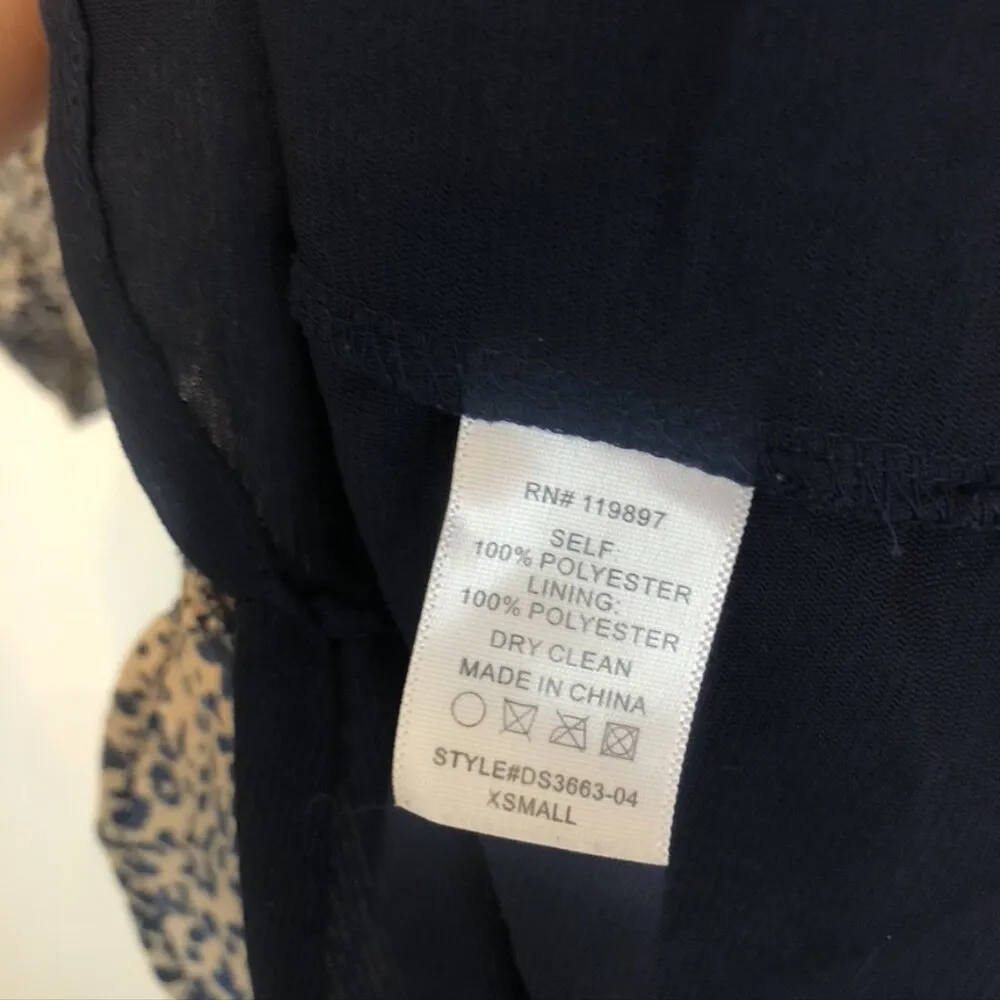 RN# 119897
SELF:
100% POLYESTER
LINING:
100% POLYESTER
DRY CLEAN
MADE IN CHINA
STYLE#DS3663-04
XSMALL